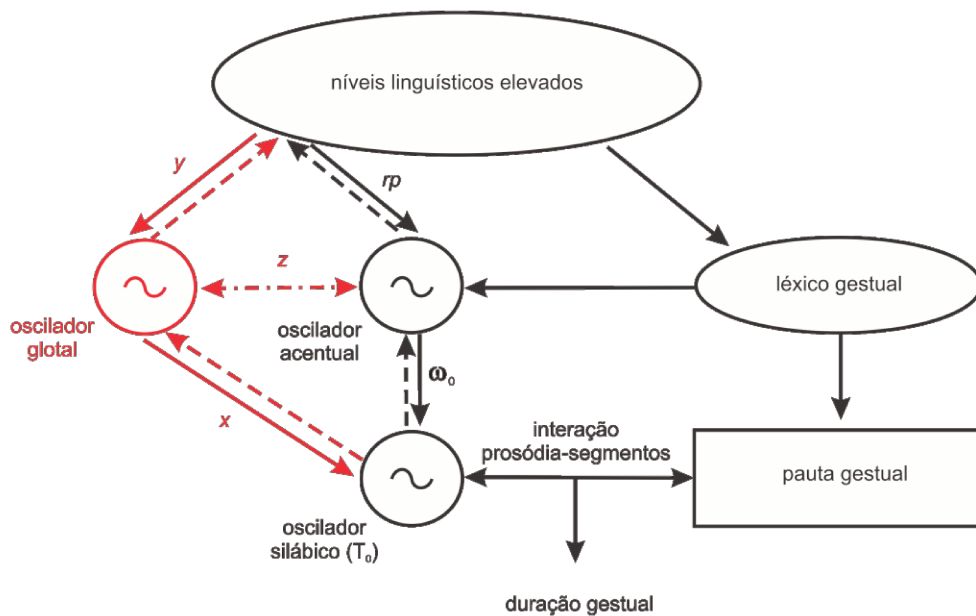 níveis linguísticos elevados
y
rp
z
léxico gestual
oscilador
glotal
oscilador
acentual
ω₀
x
interação
prosódia-segmentos
pauta gestual
oscilador
silábico (T₀)
duração gestual